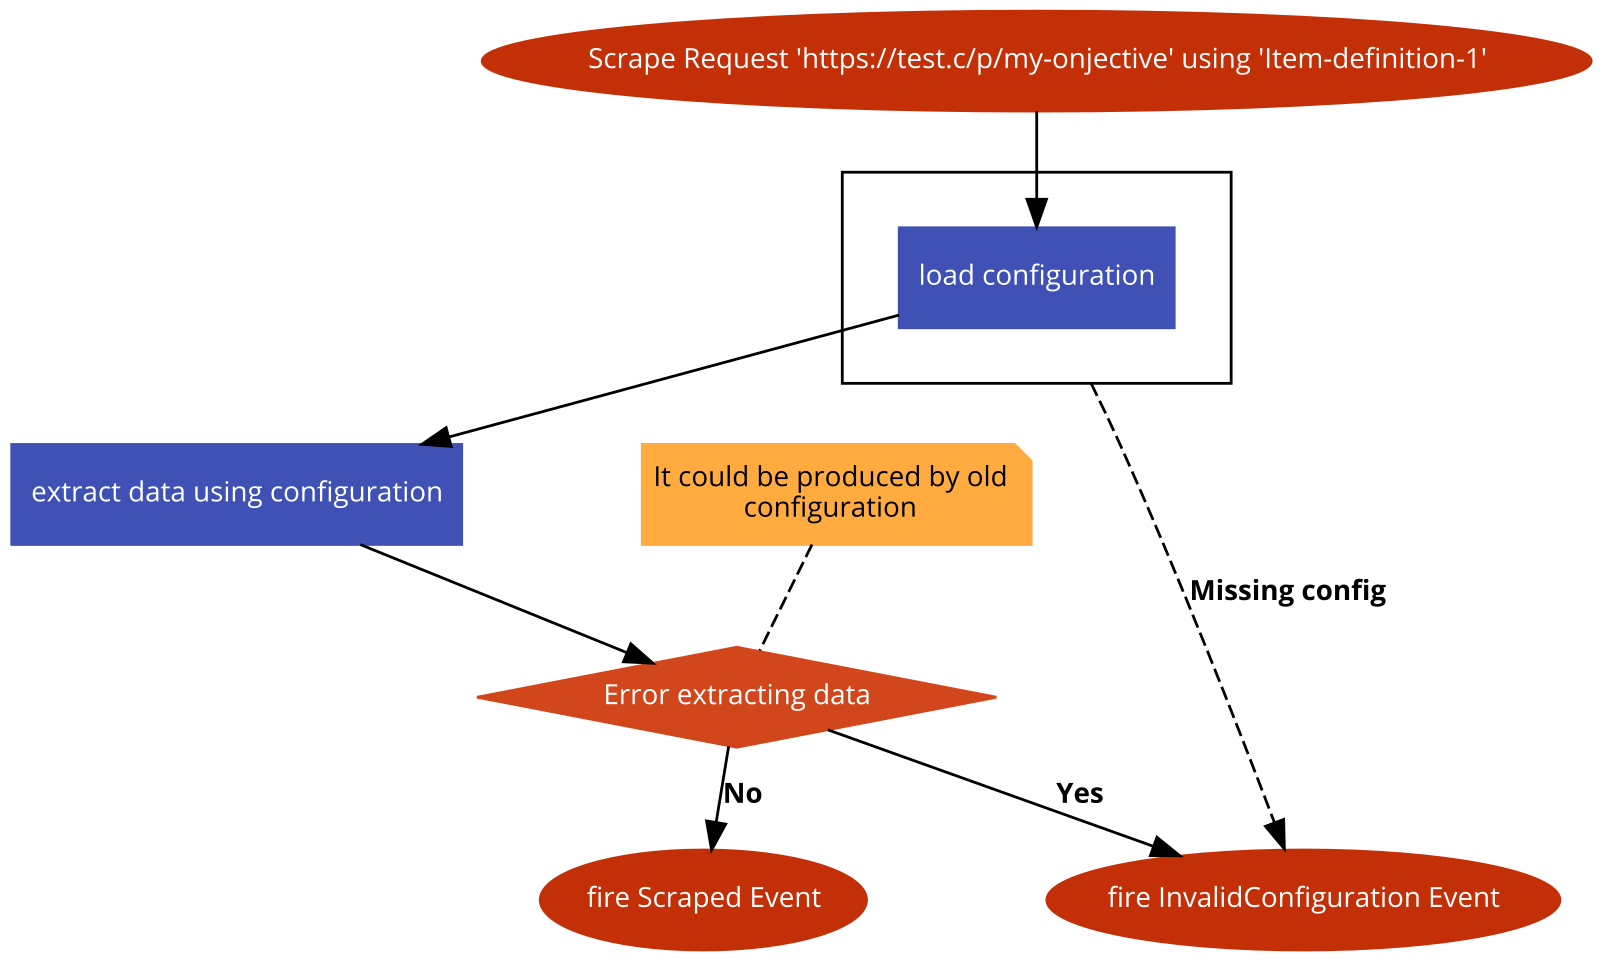 Scrape Request 'https://test.c/p/my-onjective' using 'Item-definition-1'
load configuration
extract data using configuration
It could be produced by old
configuration
Missing config
Error extracting data
No
Yes
fire Scraped Event
fire InvalidConfiguration Event